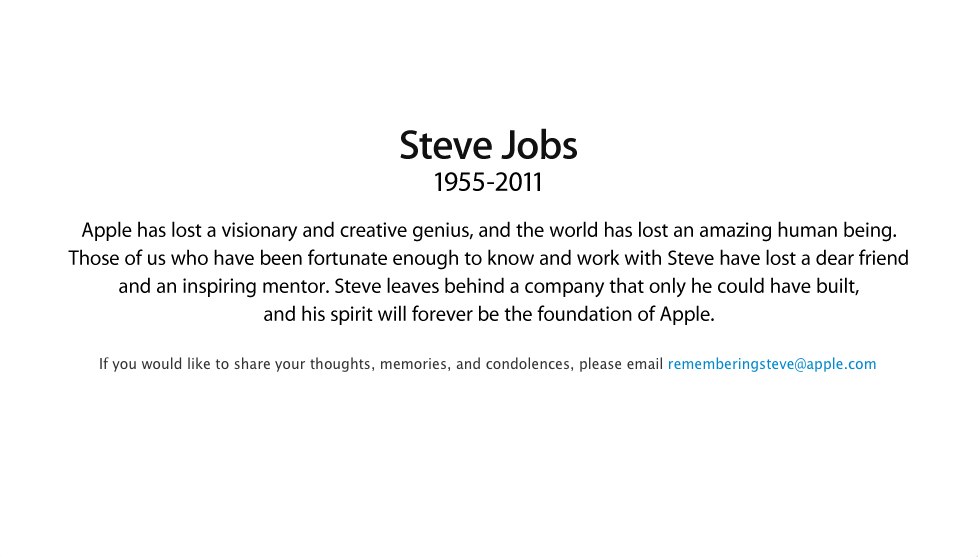 Steve Jobs
1955-2011
Apple has lost a visionary and creative genius, and the world has lost an amazing human being.
Those of us who have been fortunate enough to know and work with Steve have lost a dear friend
and an inspiring mentor. Steve leaves behind a company that only he could have built,
and his spirit will forever be the foundation of Apple.
If you would like to share your thoughts, memories, and condolences, please email rememberingsteve@apple.com